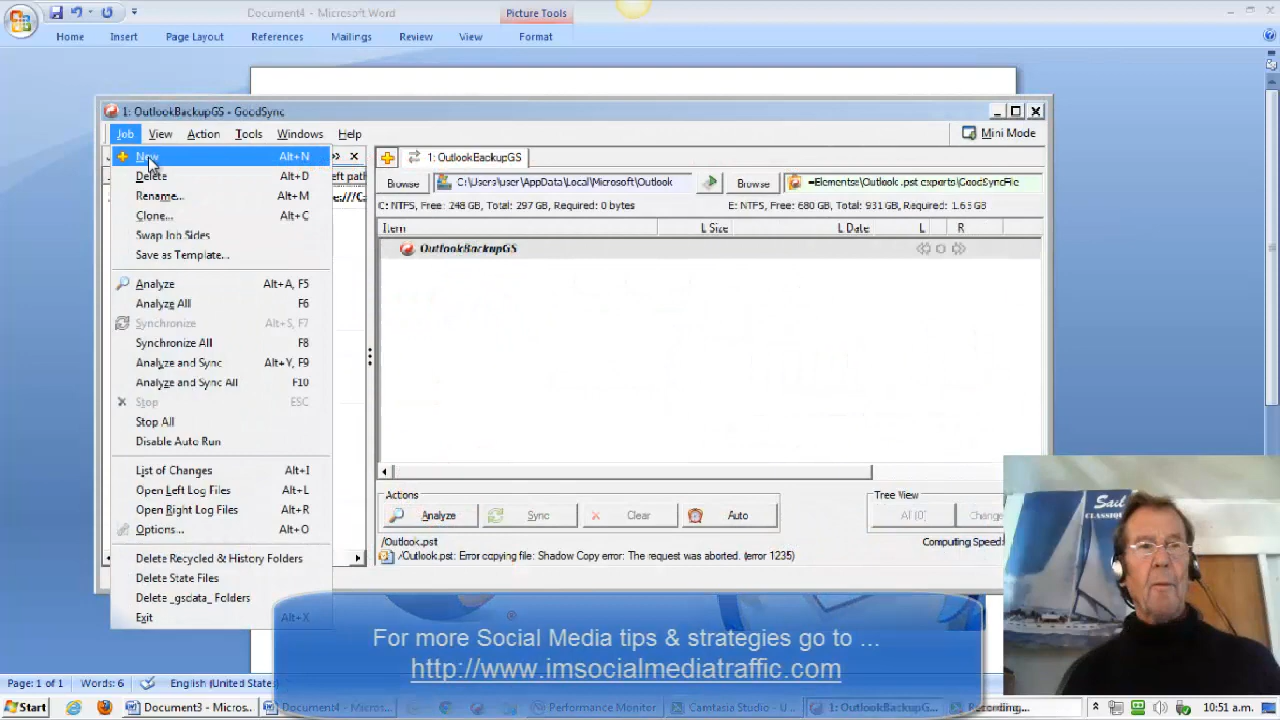 Document4 - Microsoft Word
Picture Tools
Home
Insert
Page Layout
References
Mailings
Review
View
Format
1: OutlookBackupGS - GoodSync
Job
View
Action
Tools
Windows
Help
Mini Mode
New Alt+N
Delete Alt+D
Rename... Alt+M
Clone... Alt+C
Swap Job Sides
Save as Template...
Analyze Alt+A, F5
Analyze All F6
Synchronize Alt+S, F7
Synchronize All F8
Analyze and Sync Alt+Y, F9
Analyze and Sync All F10
Stop ESC
Stop All
Disable Auto Run
List of Changes Alt+I
Open Left Log Files Alt+L
Open Right Log Files Alt+R
Options... Alt+O
Delete Recycled & History Folders
Delete State Files
Delete _gsdata_ Folders
Exit Alt+X
eft path
1: OutlookBackupGS
Browse
C:\Users\user\AppData\Local\Microsoft\Outlook
Browse
=Elements:\Outlook .pst exports\GoodSyncFile
C: NTFS, Free: 248 GB, Total: 297 GB, Required: 0 bytes
E: NTFS, Free: 680 GB, Total: 931 GB, Required: 1.63 GB
Item
L Size
L Date
L
R
OutlookBackupGS
Actions
Analyze
Sync
Clear
Auto
Tree View
All [0]
Change
/Outlook.pst
Computing Speed:
/Outlook.pst: Error copying file: Shadow Copy error: The request was aborted. (error 1235)
Sail
CLASSIQUE
For more Social Media tips & strategies go to ...
http://www.imsocialmediatraffic.com
Page: 1 of 1
Words: 6
English (United States)
Start
Document3 - Micros...
Document4 - Micros...
Performance Monitor
Camtasia Studio - U...
1: OutlookBackupG...
Recording...
10:51 a.m.